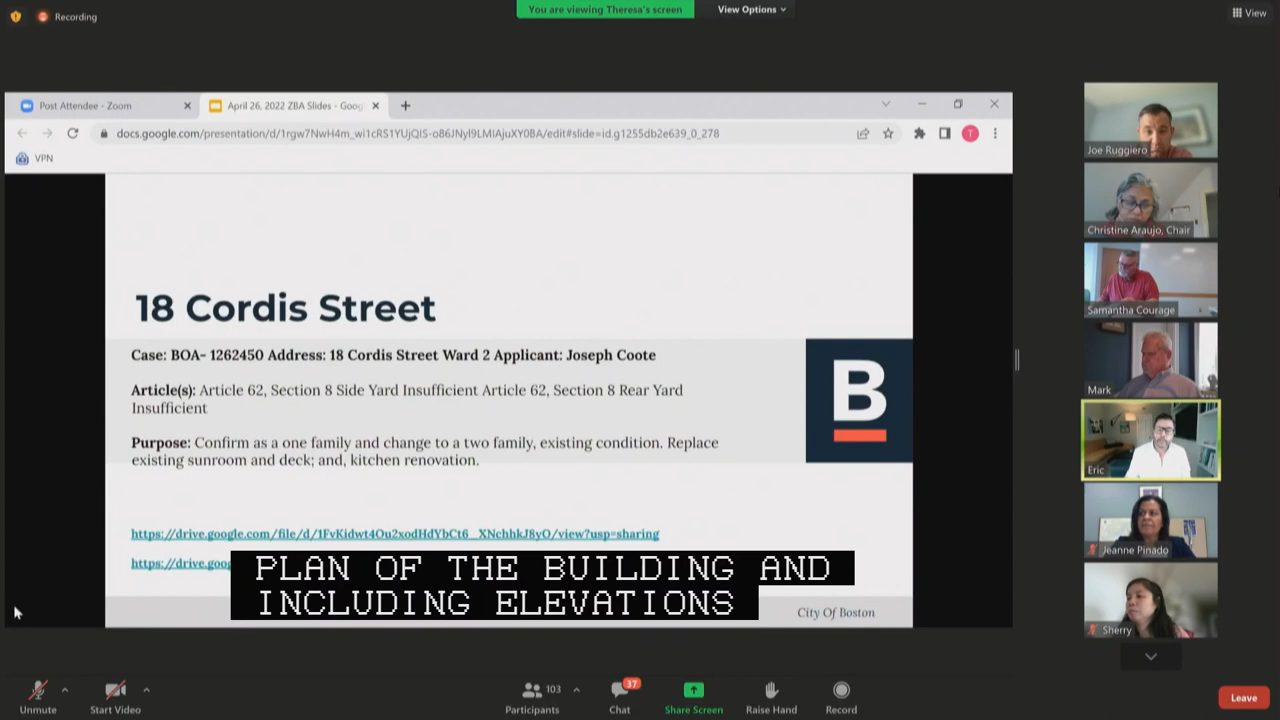 Recording
You are viewing Theresa's screen
View Options
View
Post Attendee - Zoom
April 26, 2022 ZBA Slides - Goog
docs.google.com/presentation/d/1rgw7NwH4m_wi1cRS1YUjQIS-o86JNyI9LMIAjuXY0BA/edit#slide=id.g1255db2e639_0_278
T
VPN
18 Cordis Street
Case: BOA- 1262450 Address: 18 Cordis Street Ward 2 Applicant: Joseph Coote
Article(s): Article 62, Section 8 Side Yard Insufficient Article 62, Section 8 Rear Yard
Insufficient
Purpose: Confirm as a one family and change to a two family, existing condition. Replace
existing sunroom and deck; and, kitchen renovation.
B
https://drive.google.com/file/d/1FvKidwt4Ou2xodHdYbCt6_XNchhkJ8yO/view?usp=sharing
https://drive.goog
PLAN OF THE BUILDING AND
INCLUDING ELEVATIONS
City Of Boston
Joe Ruggiero
Christine Araujo, Chair
Samantha Courage
Mark
Eric
Jeanne Pinado
Sherry
Unmute
Start Video
103
Participants
37
Chat
Share Screen
Raise Hand
Record
Leave